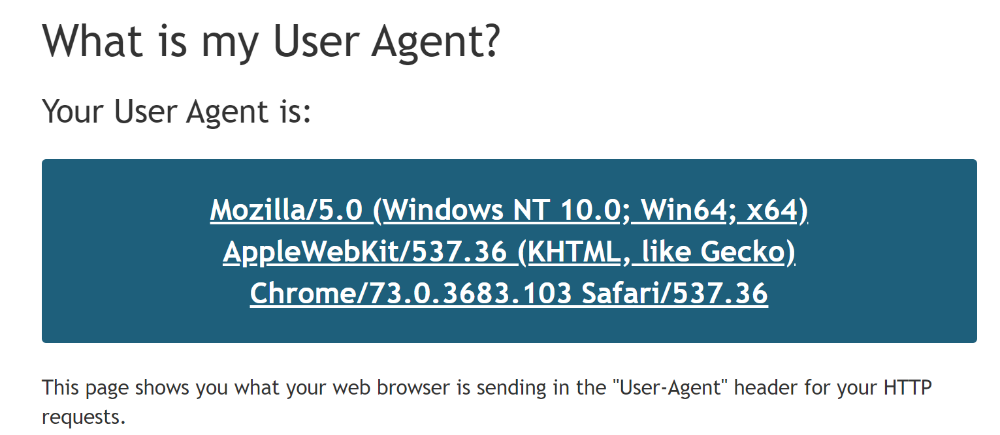 What is my User Agent?
Your User Agent is:
Mozilla/5.0 (Windows NT 10.0; Win64; x64)
AppleWebKit/537.36 (KHTML, like Gecko)
Chrome/73.0.3683.103 Safari/537.36
This page shows you what your web browser is sending in the "User-Agent" header for your HTTP
requests.